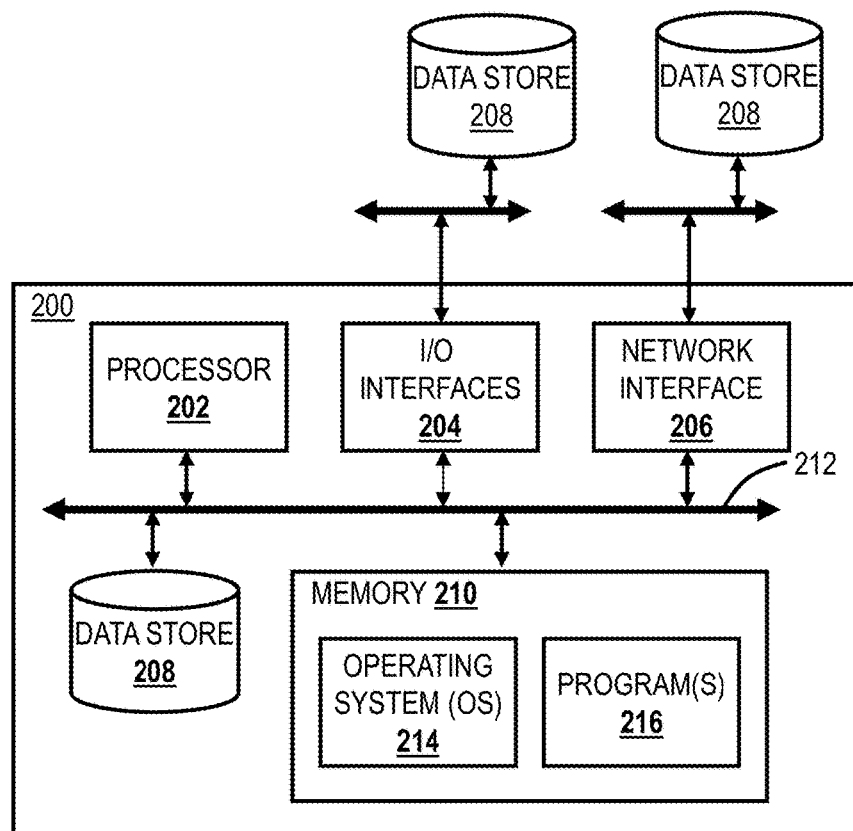 DATA STORE
208
DATA STORE
208
200
PROCESSOR
202
I/O
INTERFACES
204
NETWORK
INTERFACE
206
212
DATA STORE
208
MEMORY 210
OPERATING
SYSTEM (OS)
214
PROGRAM(S)
216